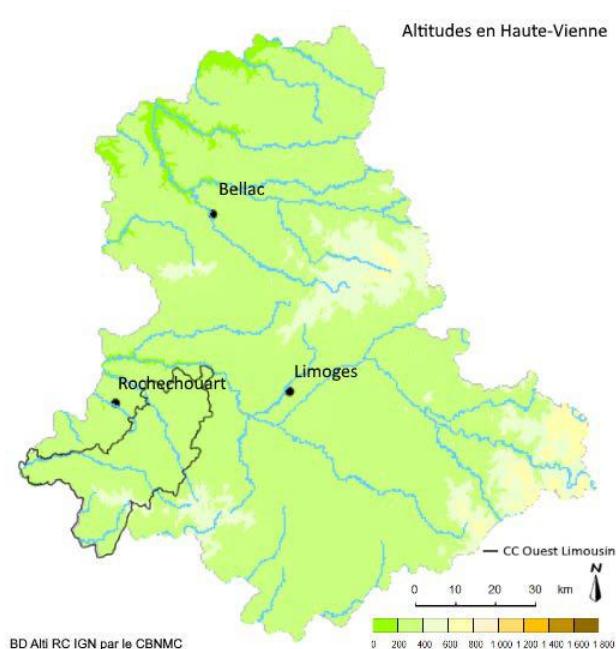 Altitudes en Haute-Vienne
Bellac
Limoges
Rochechouart
CC Ouest Limousin
N
0 10 20 30 km
0 200 400 600 800 1 000 1 200 1 400 1 600 1 800
BD Alti RC IGN par le CBNMC